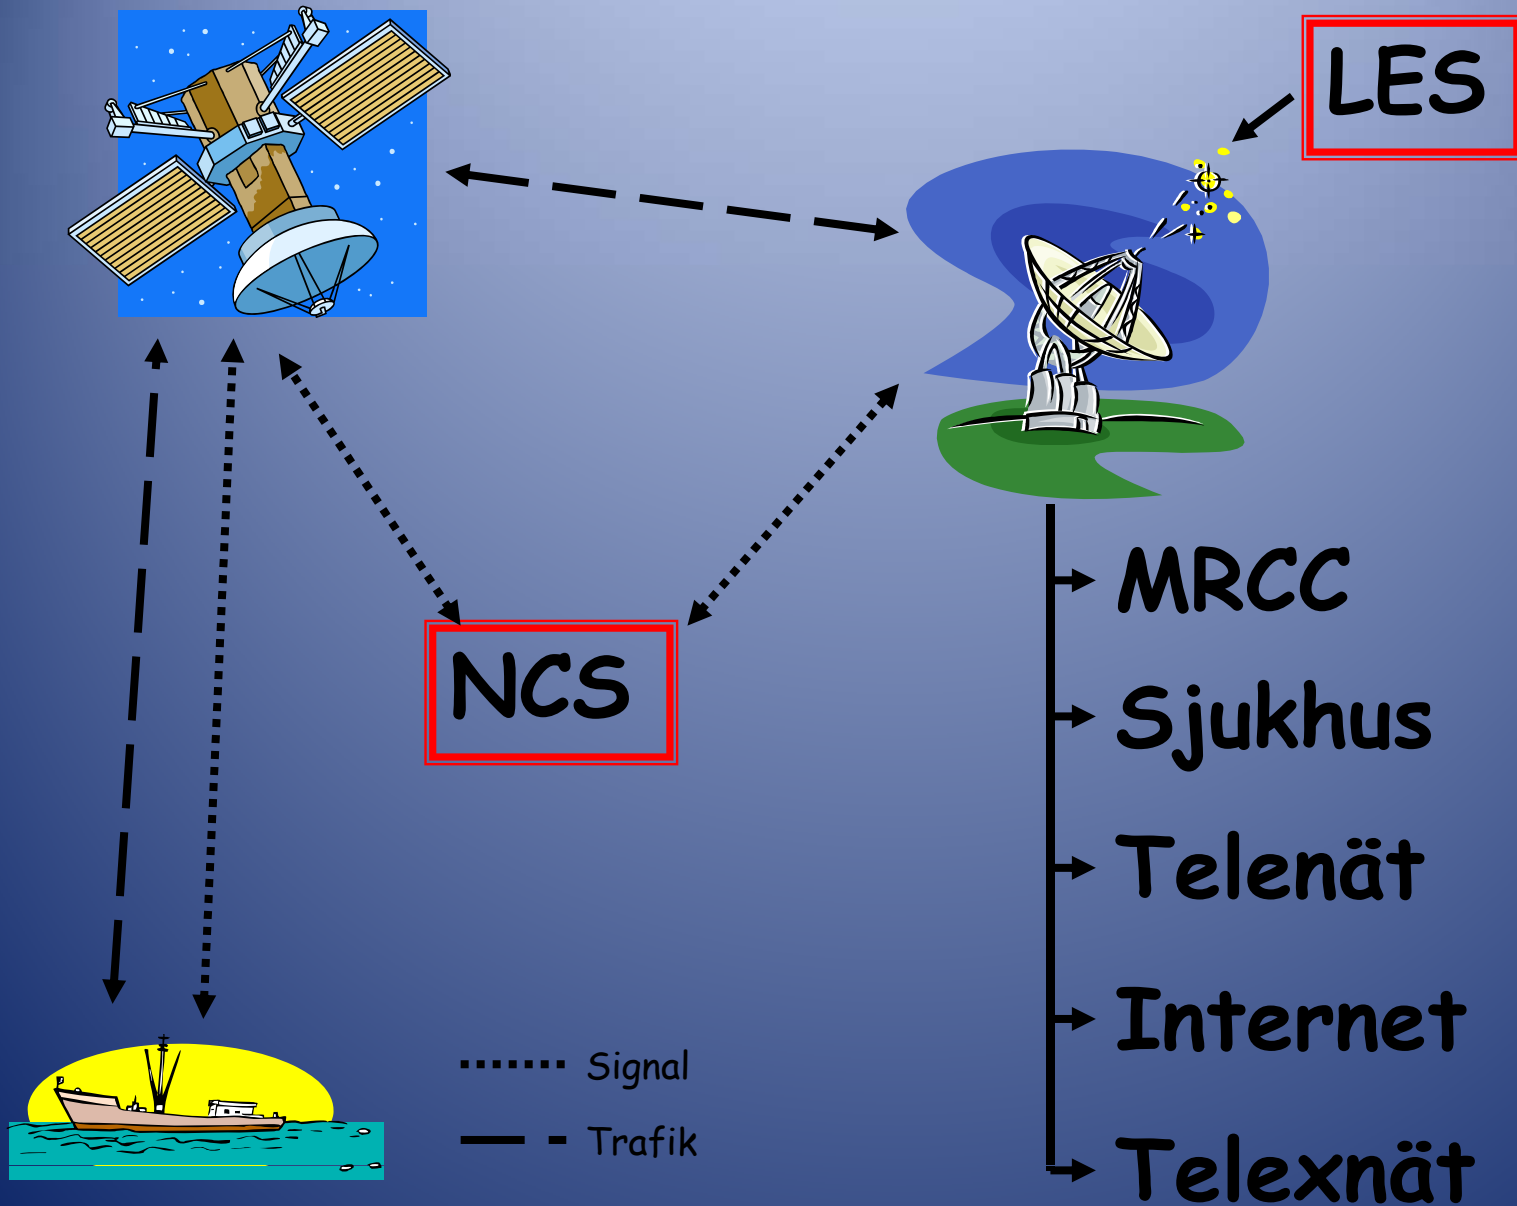 LES
MRCC
NCS
Sjukhus
Telenät
Internet
Signal
Trafik
Telexnät